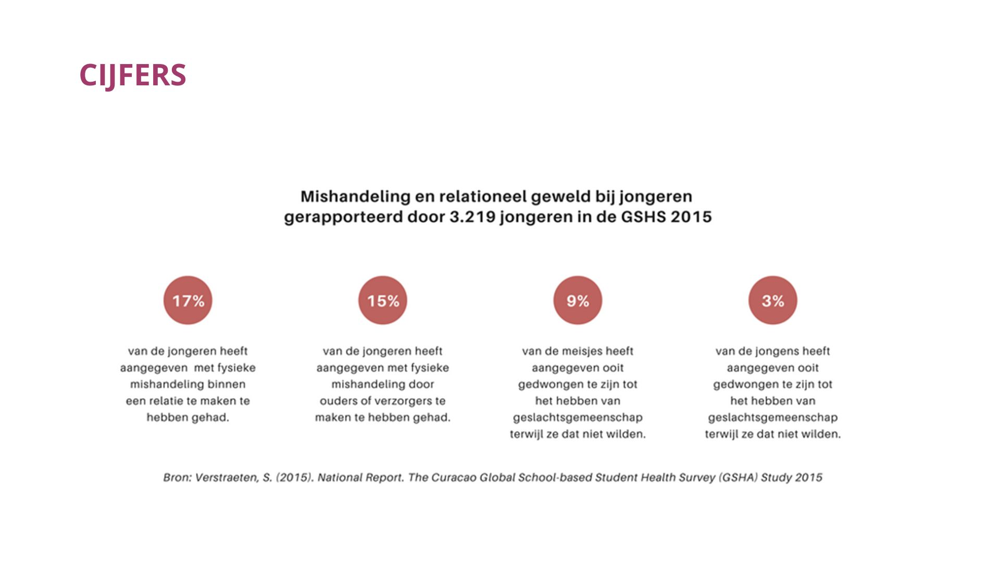 CIJFERS
Mishandeling en relationeel geweld bij jongeren
gerapporteerd door 3.219 jongeren in de GSHS 2015
17%
van de jongeren heeft
aangegeven met fysieke
mishandeling binnen
een relatie te maken te
hebben gehad.
15%
van de jongeren heeft
aangegeven met fysieke
mishandeling door
ouders of verzorgers te
maken te hebben gehad.
9%
van de meisjes heeft
aangegeven ooit
gedwongen te zijn tot
het hebben van
geslachtsgemeenschap
terwijl ze dat niet wilden.
3%
van de jongens heeft
aangegeven ooit
gedwongen te zijn tot
het hebben van
geslachtsgemeenschap
terwijl ze dat niet wilden.
Bron: Verstraeten, S. (2015). National Report. The Curacao Global School-based Student Health Survey (GSHA) Study 2015